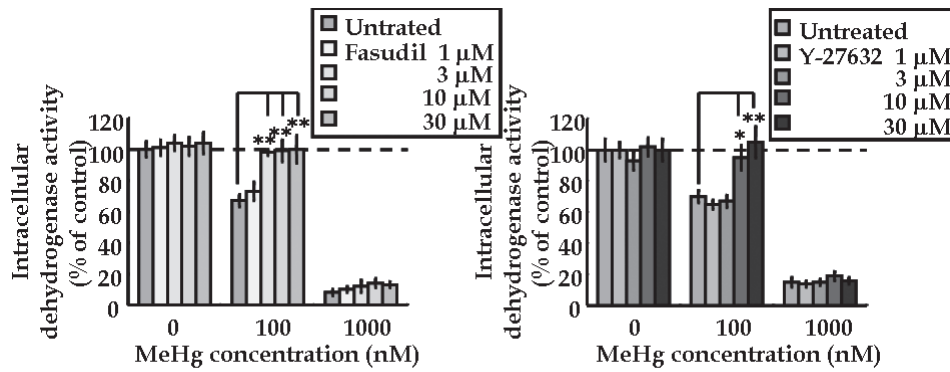 Untrated
Fasudil 1 μM
3 μM
10 μM
30 μM
Intracellular
dehydrogenase activity
(% of control)
120
100
80
60
40
20
0
**
**
**
0 100 1000
MeHg concentration (nM)
Untreated
Y-27632 1 μM
3 μM
10 μM
30 μM
Intracellular
dehydrogenase activity
(% of control)
120
100
80
60
40
20
0
*
**
0 100 1000
MeHg concentration (nM)